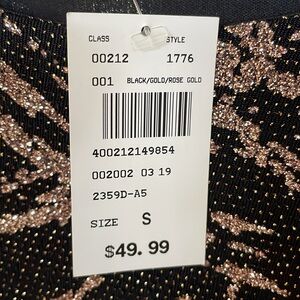 CLASS STYLE
00212 1776
001 BLACK/GOLD/ROSE GOLD
400212149854
002002 03 19
2359D-A5
SIZE S
$49.99